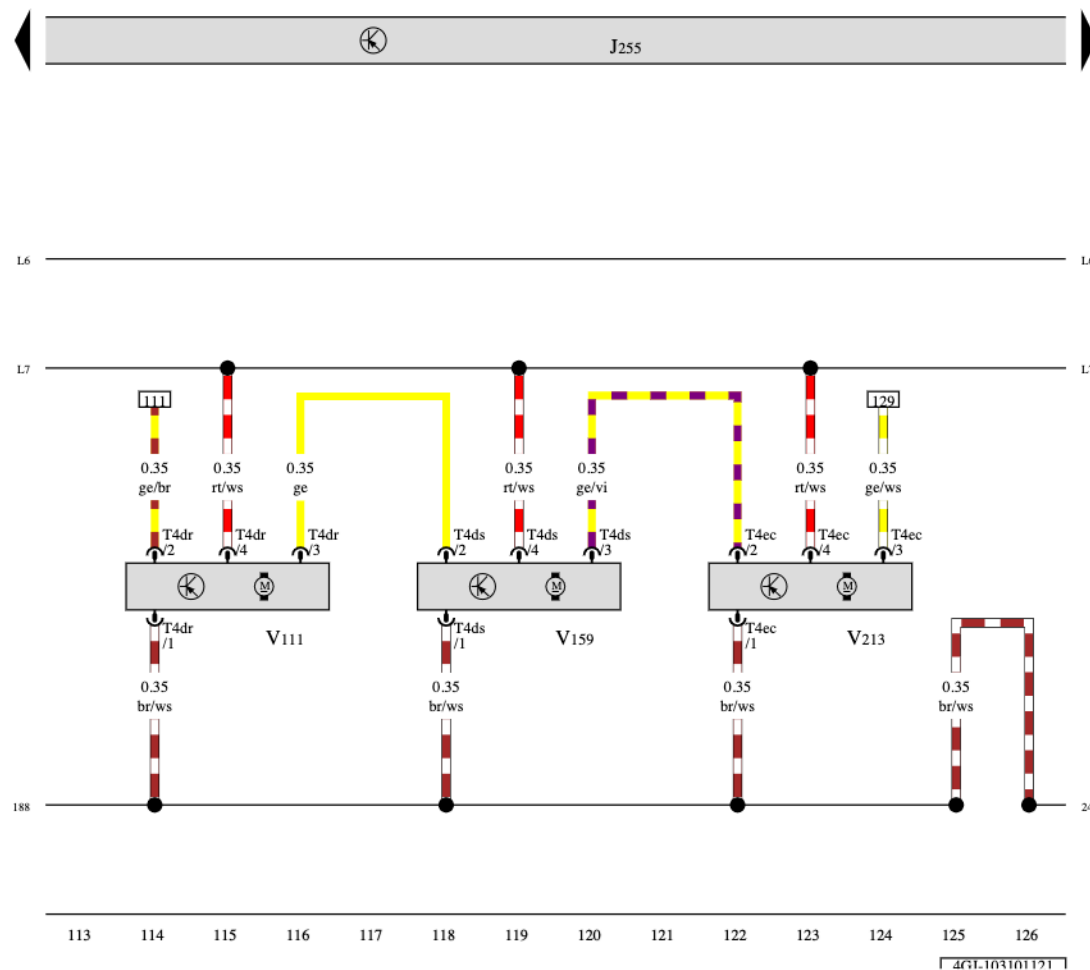 J255
L6
L7
111
129
0.35 0.35 0.35 0.35 0.35 0.35 0.35
ge/br rt/ws ge rt/ws ge/vi rt/ws ge/ws
T4dr T4dr T4dr T4ds T4ds T4ds T4ec T4ec T4ec
/2 /4 /3 /2 /4 /3 /2 /4 /3
M M M
T4dr V111 T4ds V159 T4ec V213
/1 /1 /1
0.35 0.35 0.35 0.35
br/ws br/ws br/ws br/ws
188
113 114 115 116 117 118 119 120 121 122 123 124 125 126
4GJ-103101121